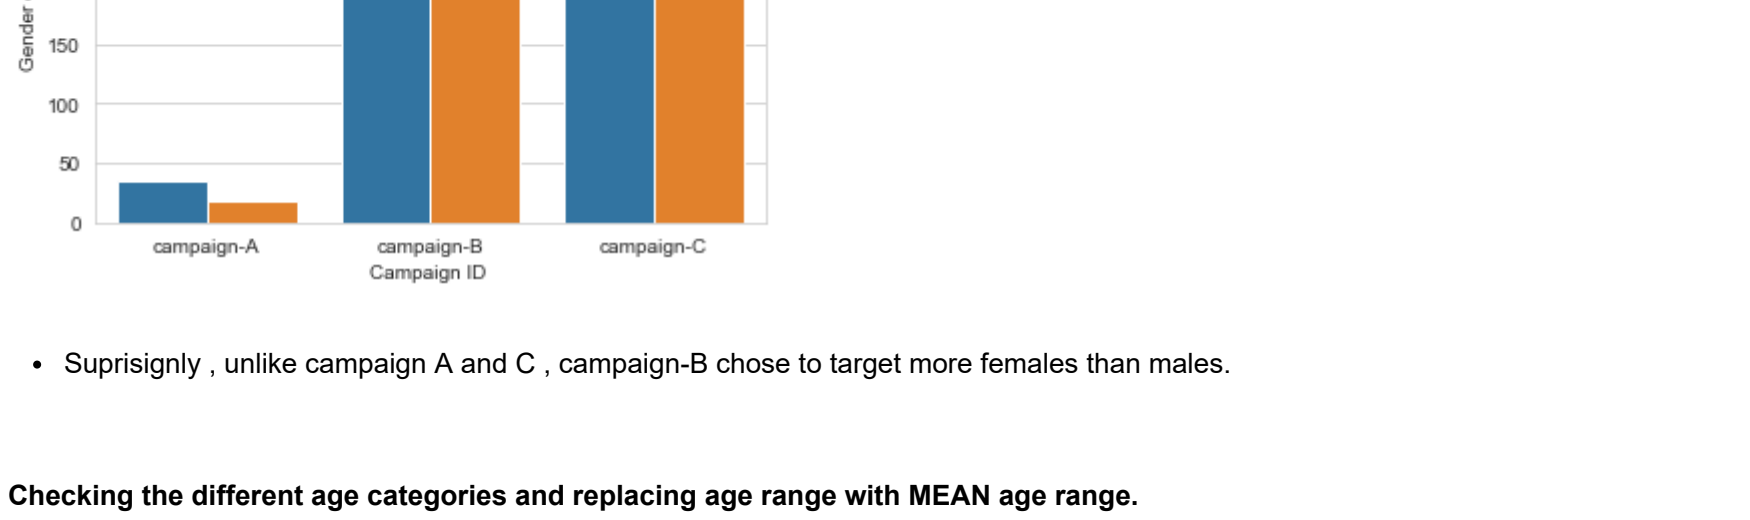 Gender
150
100
50
0
campaign-A campaign-B campaign-C
Campaign ID
• Suprisignly , unlike campaign A and C , campaign-B chose to target more females than males.
Checking the different age categories and replacing age range with MEAN age range.